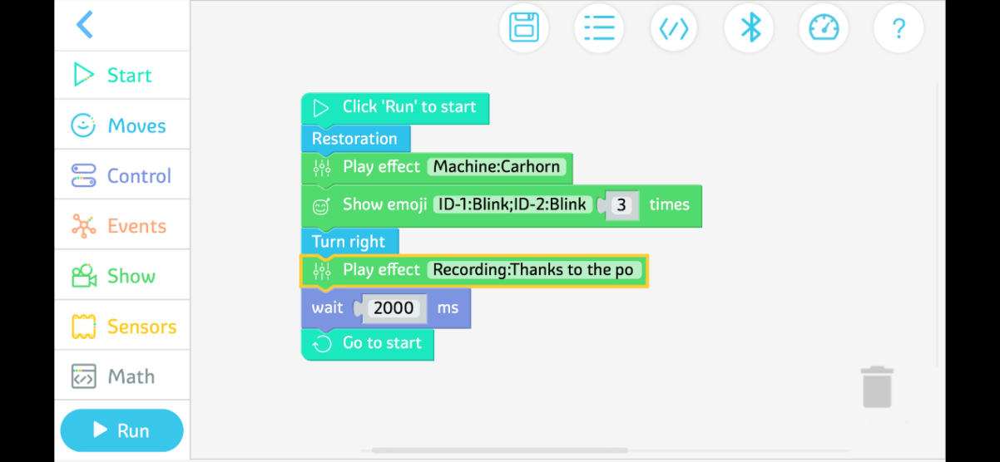 Start
Moves
Control
Events
Show
Sensors
Math
Run
?
Click 'Run' to start
Restoration
Play effect Machine:Carhorn
Show emoji ID-1:Blink;ID-2:Blink 3 times
Turn right
Play effect Recording:Thanks to the po
wait 2000 ms
Go to start